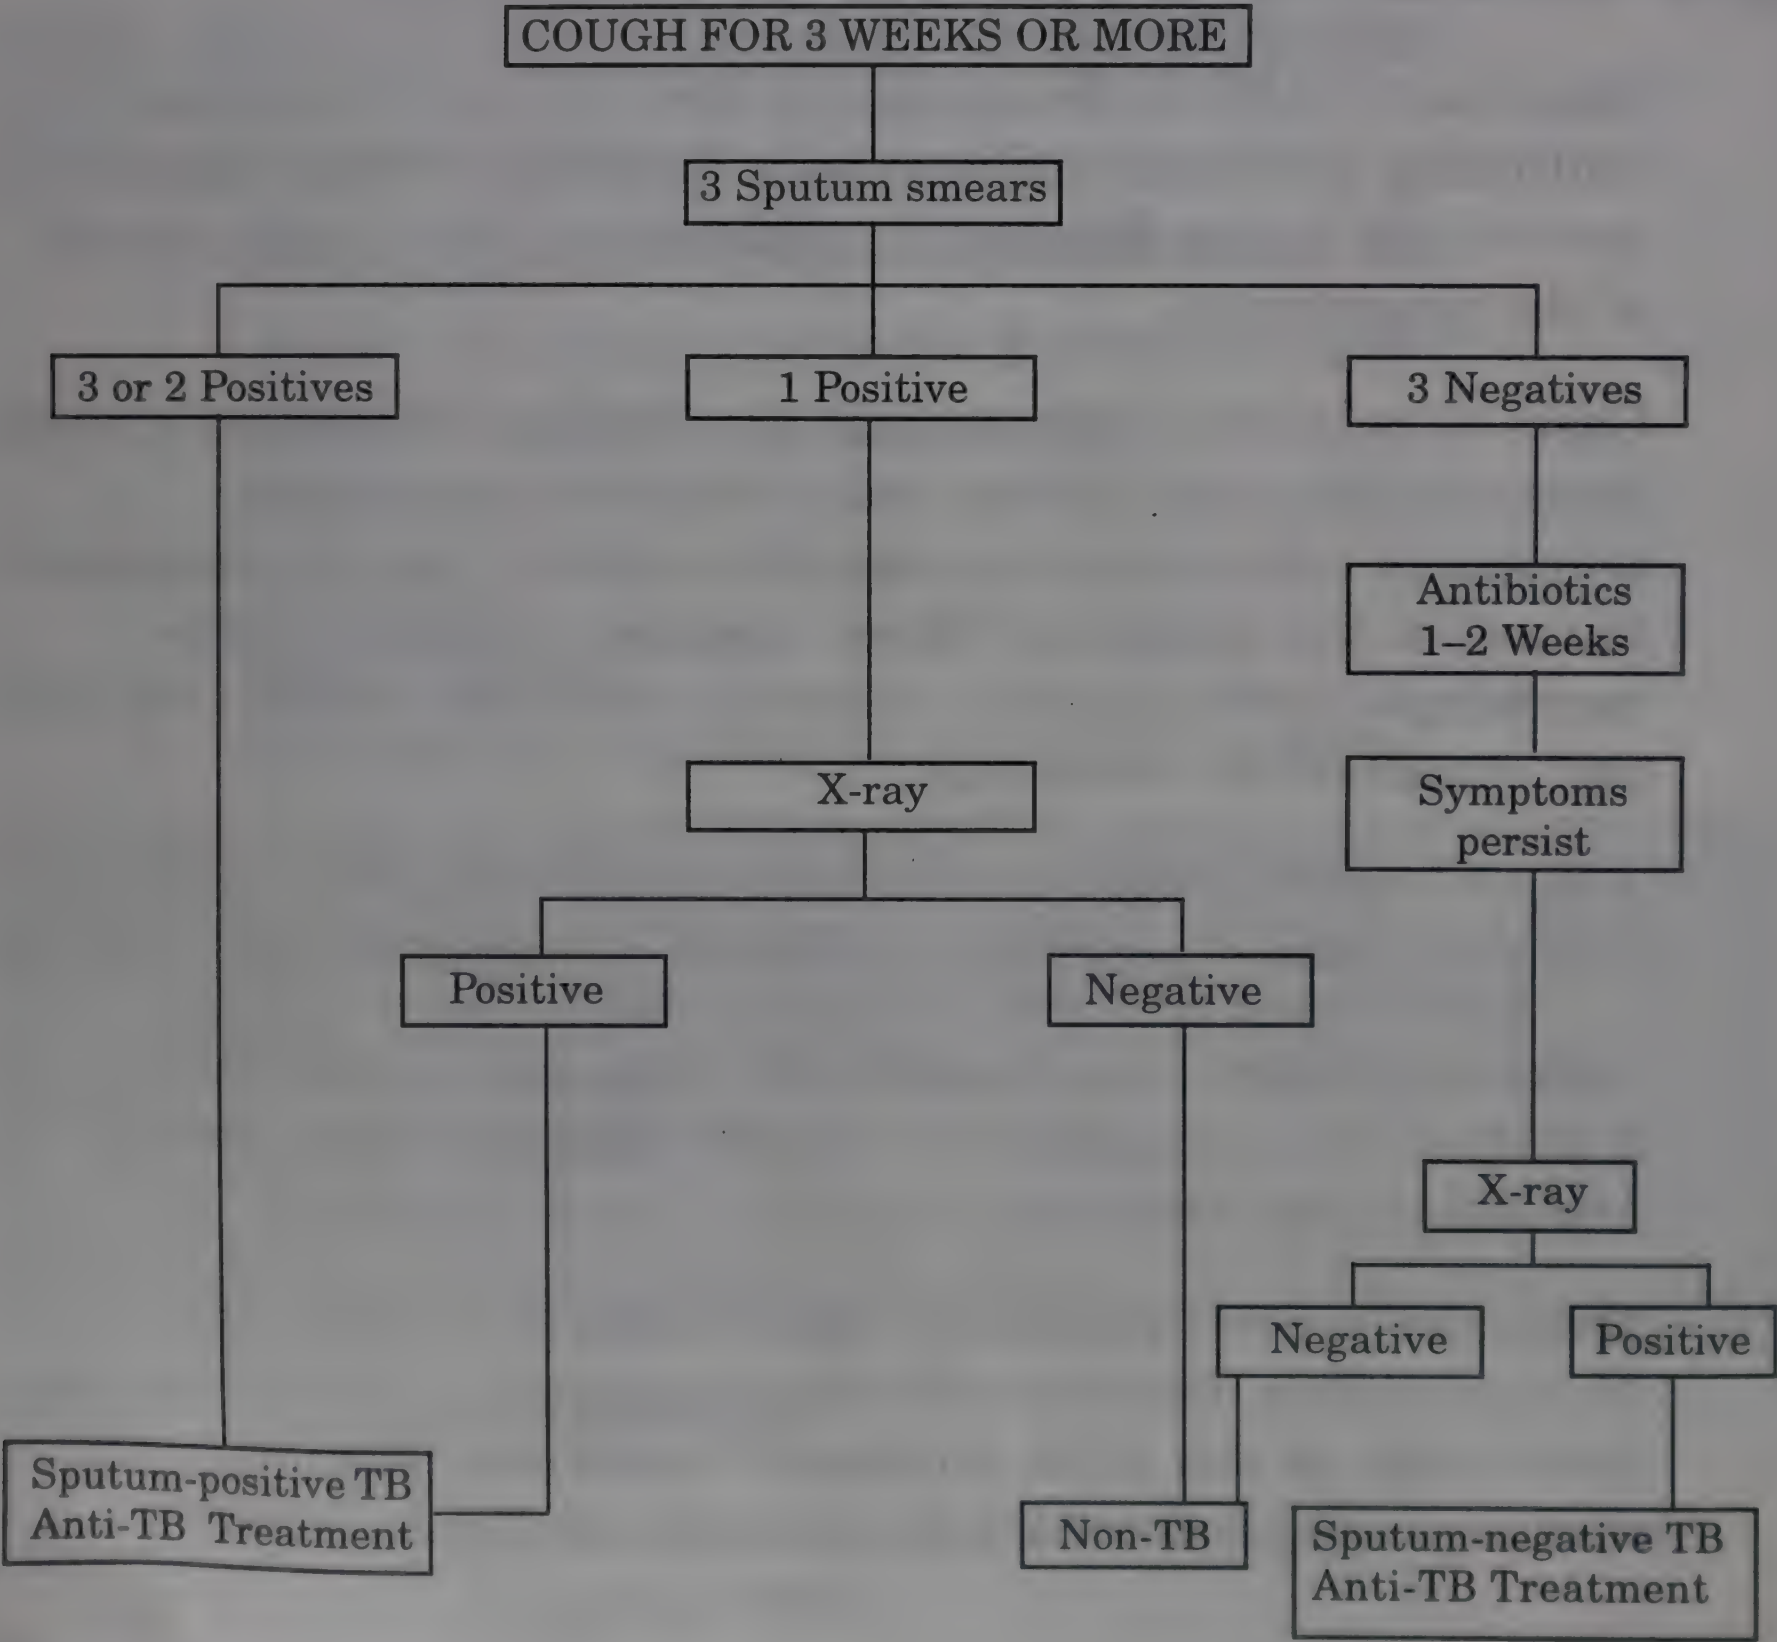 COUGH FOR 3 WEEKS OR MORE
3 Sputum smears
3 or 2 Positives
1 Positive
3 Negatives
Antibiotics
1–2 Weeks
X-ray
Symptoms
persist
Positive
Negative
X-ray
Negative
Positive
Sputum-positive TB
Anti-TB Treatment
Non-TB
Sputum-negative TB
Anti-TB Treatment